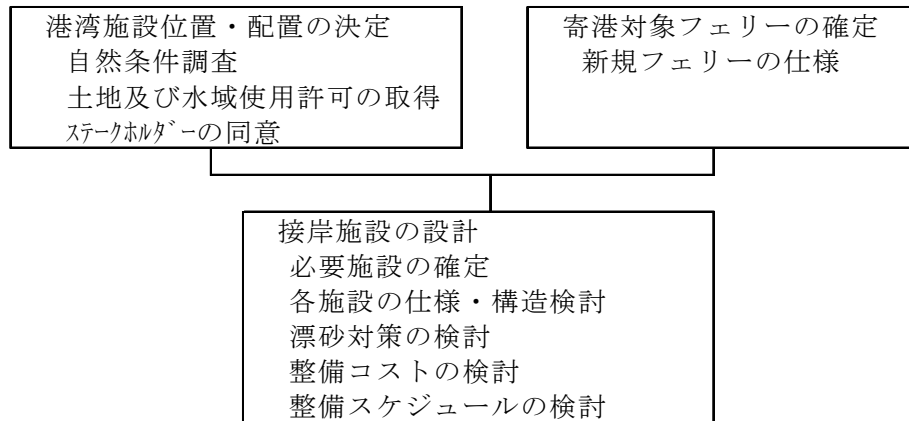 港湾施設位置・配置の決定
自然条件調査
土地及び水域使用許可の取得
ｽﾃｰｸﾎﾙﾀﾞｰの同意
寄港対象フェリーの確定
新規フェリーの仕様
接岸施設の設計
必要施設の確定
各施設の仕様・構造検討
漂砂対策の検討
整備コストの検討
整備スケジュールの検討